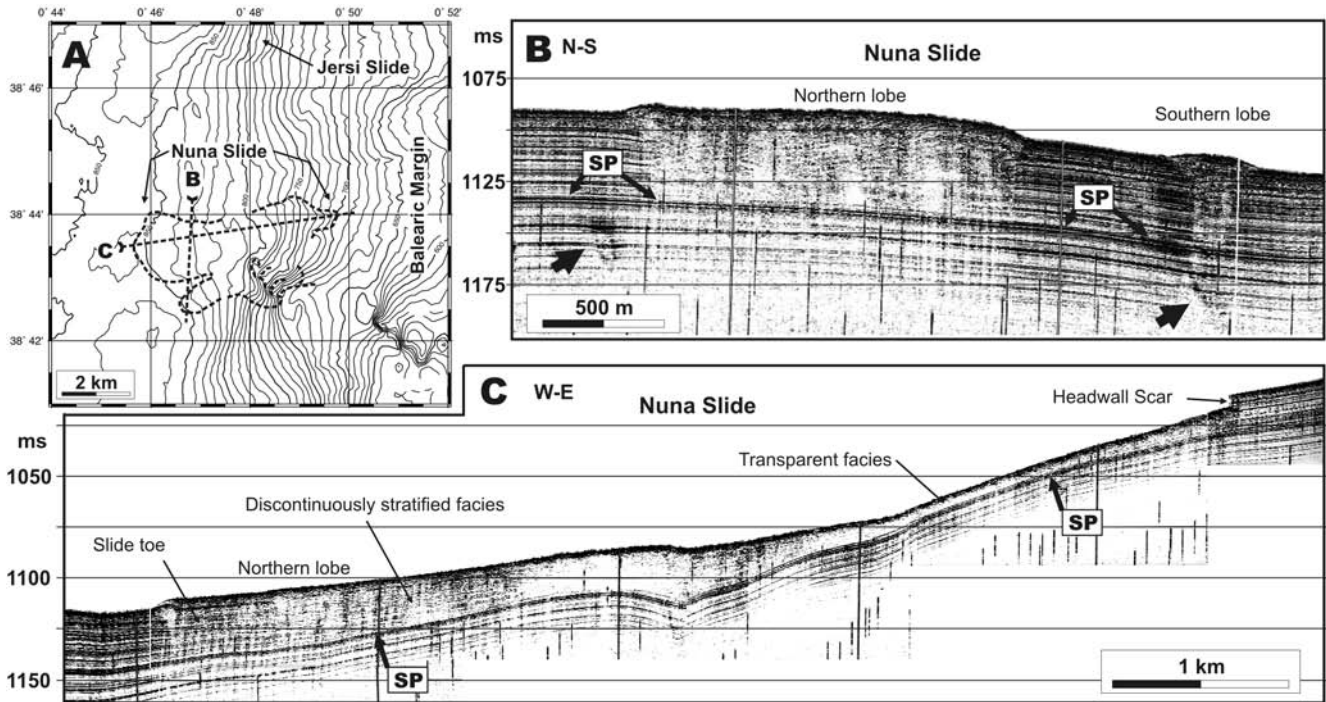 0° 44'
0° 46'
0° 48'
0° 50'
0° 52'
A
Jersi Slide
850
38° 46'
Nuna Slide
B
Balearic Margin
38° 44'
C
38° 42'
2 km
ms
B N-S
Nuna Slide
1075
Northern lobe
Southern lobe
SP
1125
SP
1175
500 m
C W-E
Nuna Slide
Headwall Scar
ms
1050
Transparent facies
Discontinuously stratified facies
SP
Slide toe
Northern lobe
1100
SP
1150
1 km